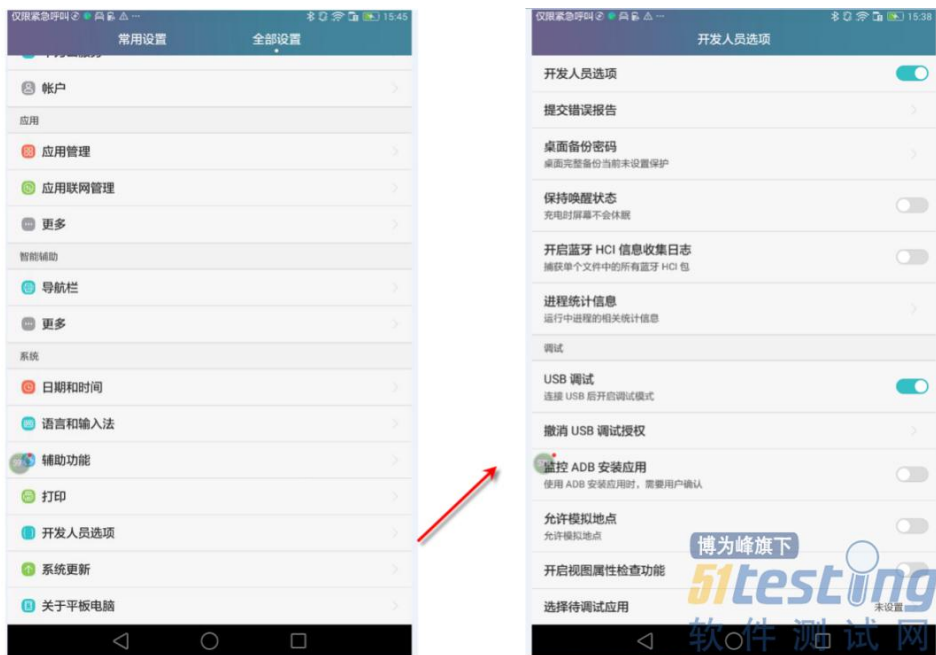 仅限紧急呼叫
15:45
常用设置 全部设置
帐户
应用
应用管理
应用联网管理
更多
智能辅助
导航栏
更多
系统
日期和时间
语言和输入法
辅助功能
打印
开发人员选项
系统更新
关于平板电脑
仅限紧急呼叫
15:38
开发人员选项
开发人员选项
提交错误报告
桌面备份密码
桌面完整备份当前未设置保护
保持唤醒状态
充电时屏幕不会休眠
开启蓝牙 HCI 信息收集日志
捕获单个文件中的所有蓝牙 HCI 包
进程统计信息
运行中进程的相关统计信息
调试
USB 调试
连接 USB 后开启调试模式
撤消 USB 调试授权
监控 ADB 安装应用
使用 ADB 安装应用时，需要用户确认
允许模拟地点
允许模拟地点
开启视图属性检查功能
选择待调试应用
未设置
博为峰旗下
51testing
软件测试网